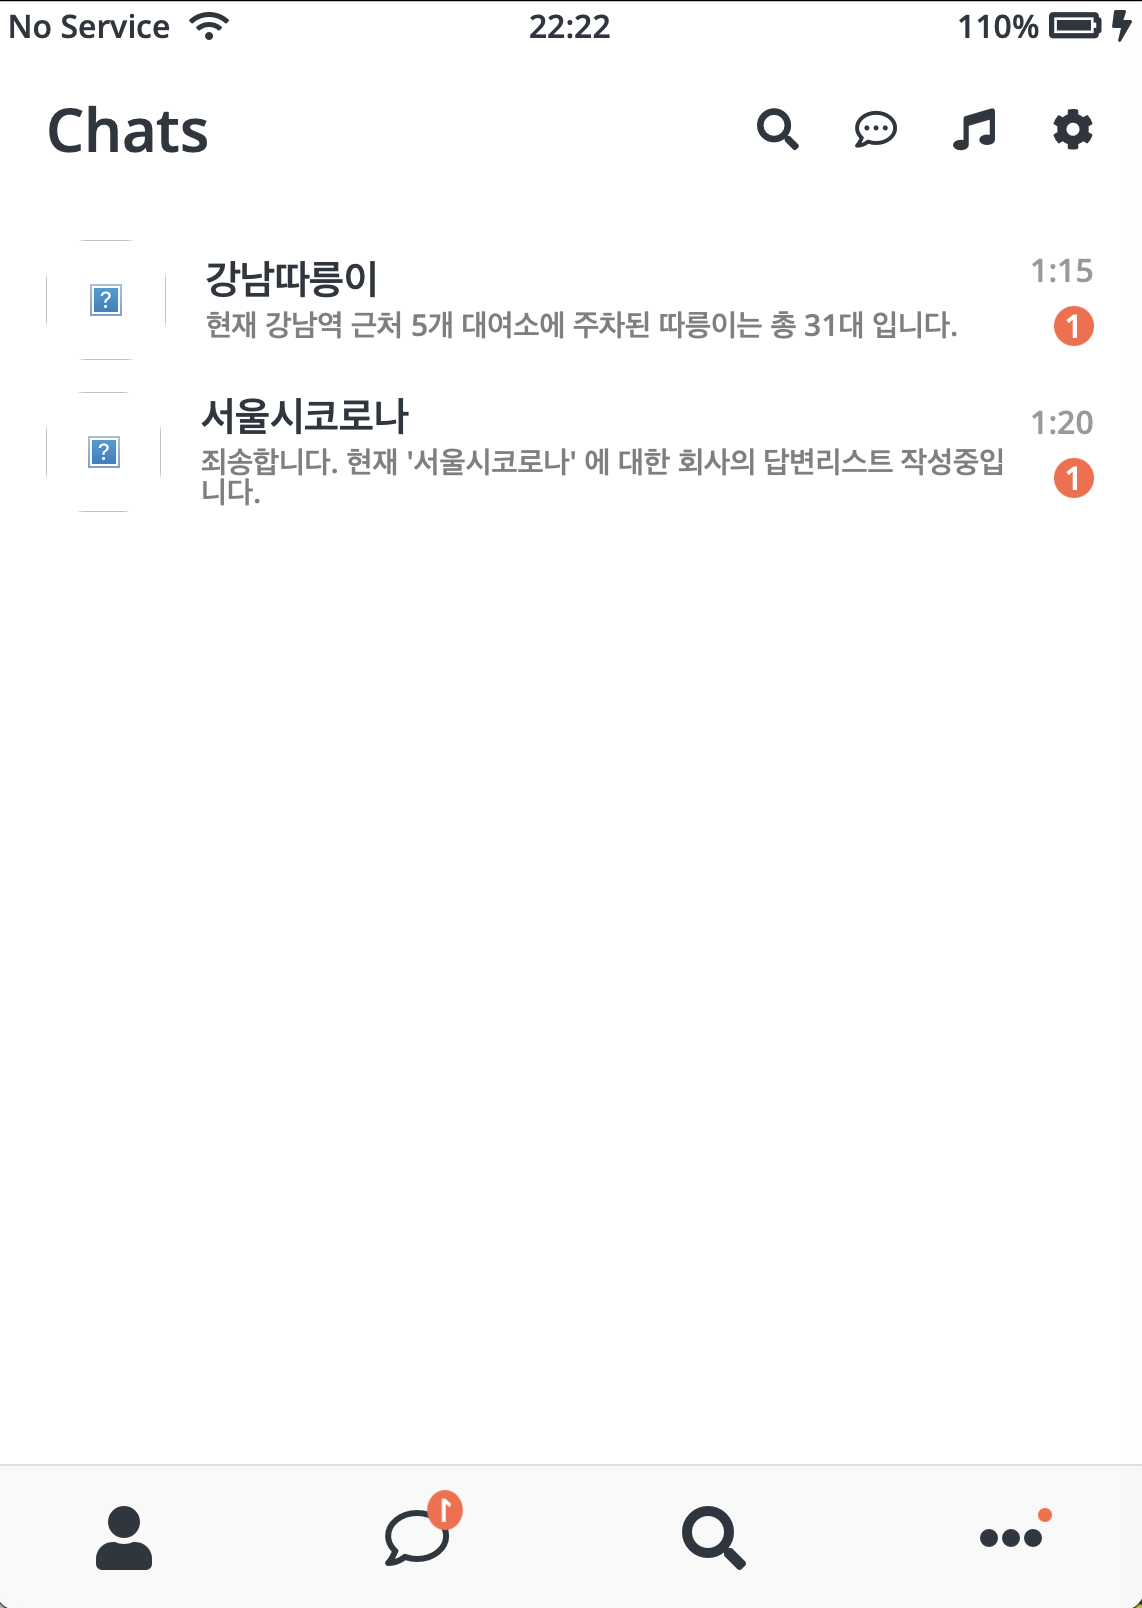 No Service 22:22 110%
Chats
강남따릉이 1:15
현재 강남역 근처 5개 대여소에 주차된 따릉이는 총 31대 입니다. 1
서울시코로나 1:20
죄송합니다. 현재 '서울시코로나' 에 대한 회사의 답변리스트 작성중입
니다. 1
1